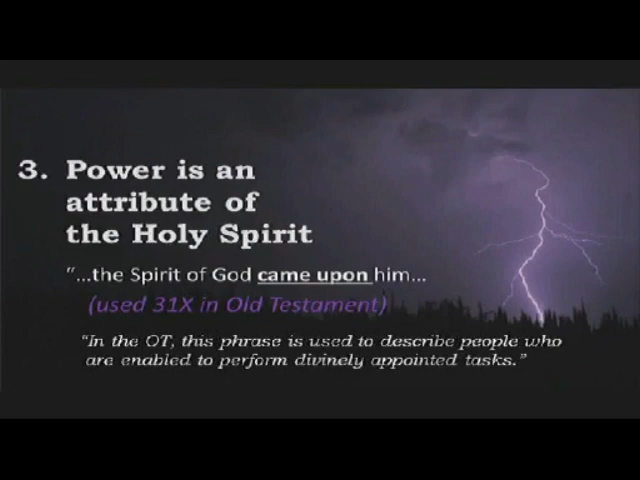 3. Power is an
attribute of
the Holy Spirit
"...the Spirit of God came upon him...
(used 31X in Old Testament)
"In the OT, this phrase is used to describe people who
are enabled to perform divinely appointed tasks."